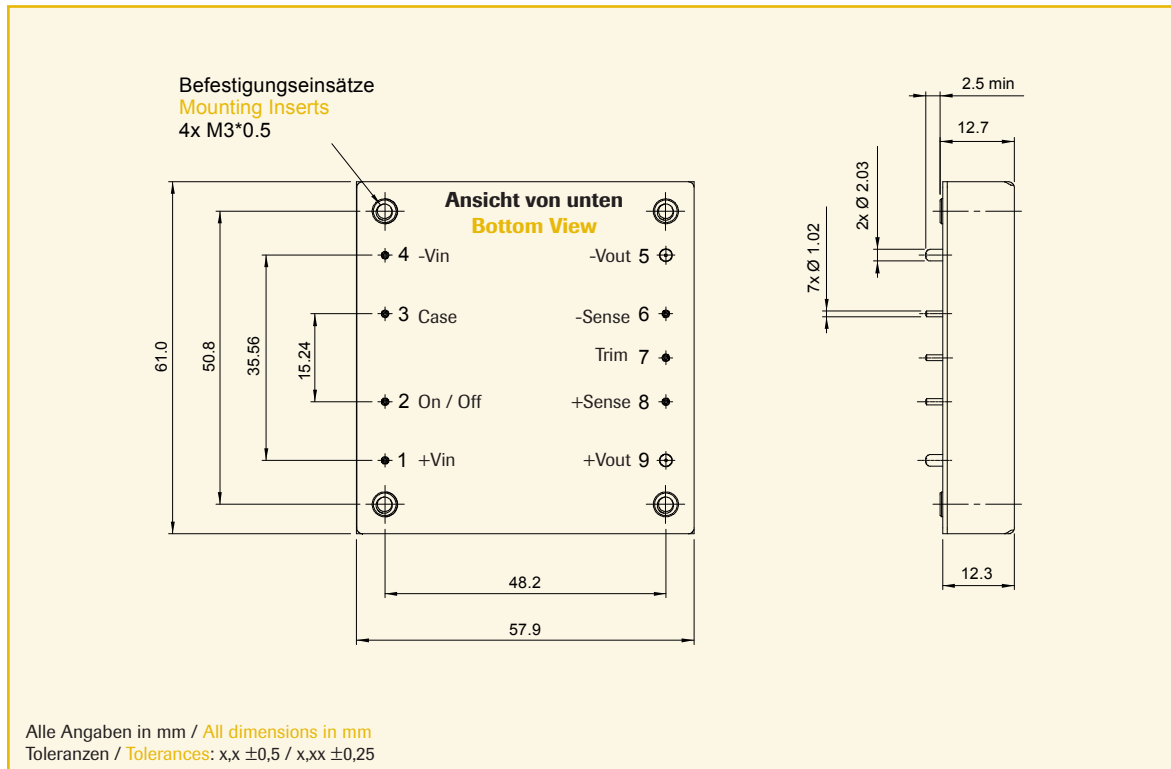 Befestigungseinsätze
Mounting Inserts
4x M3*0.5
Ansicht von unten
Bottom View
4 -Vin
-Vout 5
3 Case
-Sense 6
Trim 7
2 On / Off
+Sense 8
1 +Vin
+Vout 9
61.0
50.8
35.56
15.24
48.2
57.9
2.5 min
12.7
2x Ø 2.03
7x Ø 1.02
12.3
Alle Angaben in mm / All dimensions in mm
Toleranzen / Tolerances: x,x ±0,5 / x,xx ±0,25